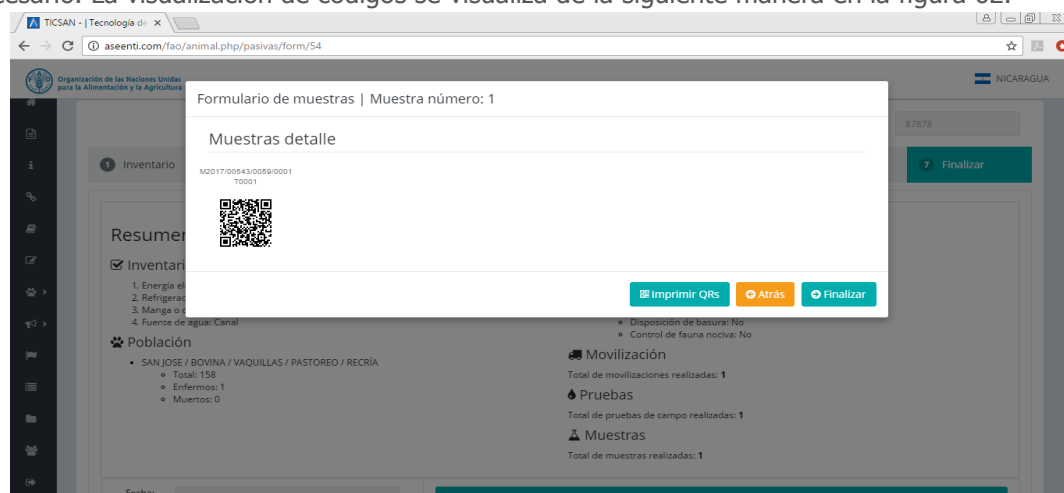 cesario. La visualización de códigos se visualiza de la siguiente manera en la figura 62.
TICSAN - | Tecnología de
aseenti.com/fao/animal.php/pasivas/form/54
Organización de las Naciones Unidas
para la Alimentación y la Agricultura
NICARAGUA
Formulario de muestras | Muestra número: 1
87878
Muestras detalle
1 Inventario
7 Finalizar
M2017/00543/0059/0001
T0001
Resumen
Inventari
1. Energía el
2. Refrigerac
3. Manga o c
4. Fuente de agua: Canal
Imprimir QRs
Atrás
Finalizar
Disposición de basura: No
Control de fauna nociva: No
Población
SAN JOSE / BOVINA / VAQUILLAS / PASTOREO / RECRÍA
Total: 158
Enfermos: 1
Muertos: 0
Movilización
Total de movilizaciones realizadas: 1
Pruebas
Total de pruebas de campo realizadas: 1
Muestras
Total de muestras realizadas: 1